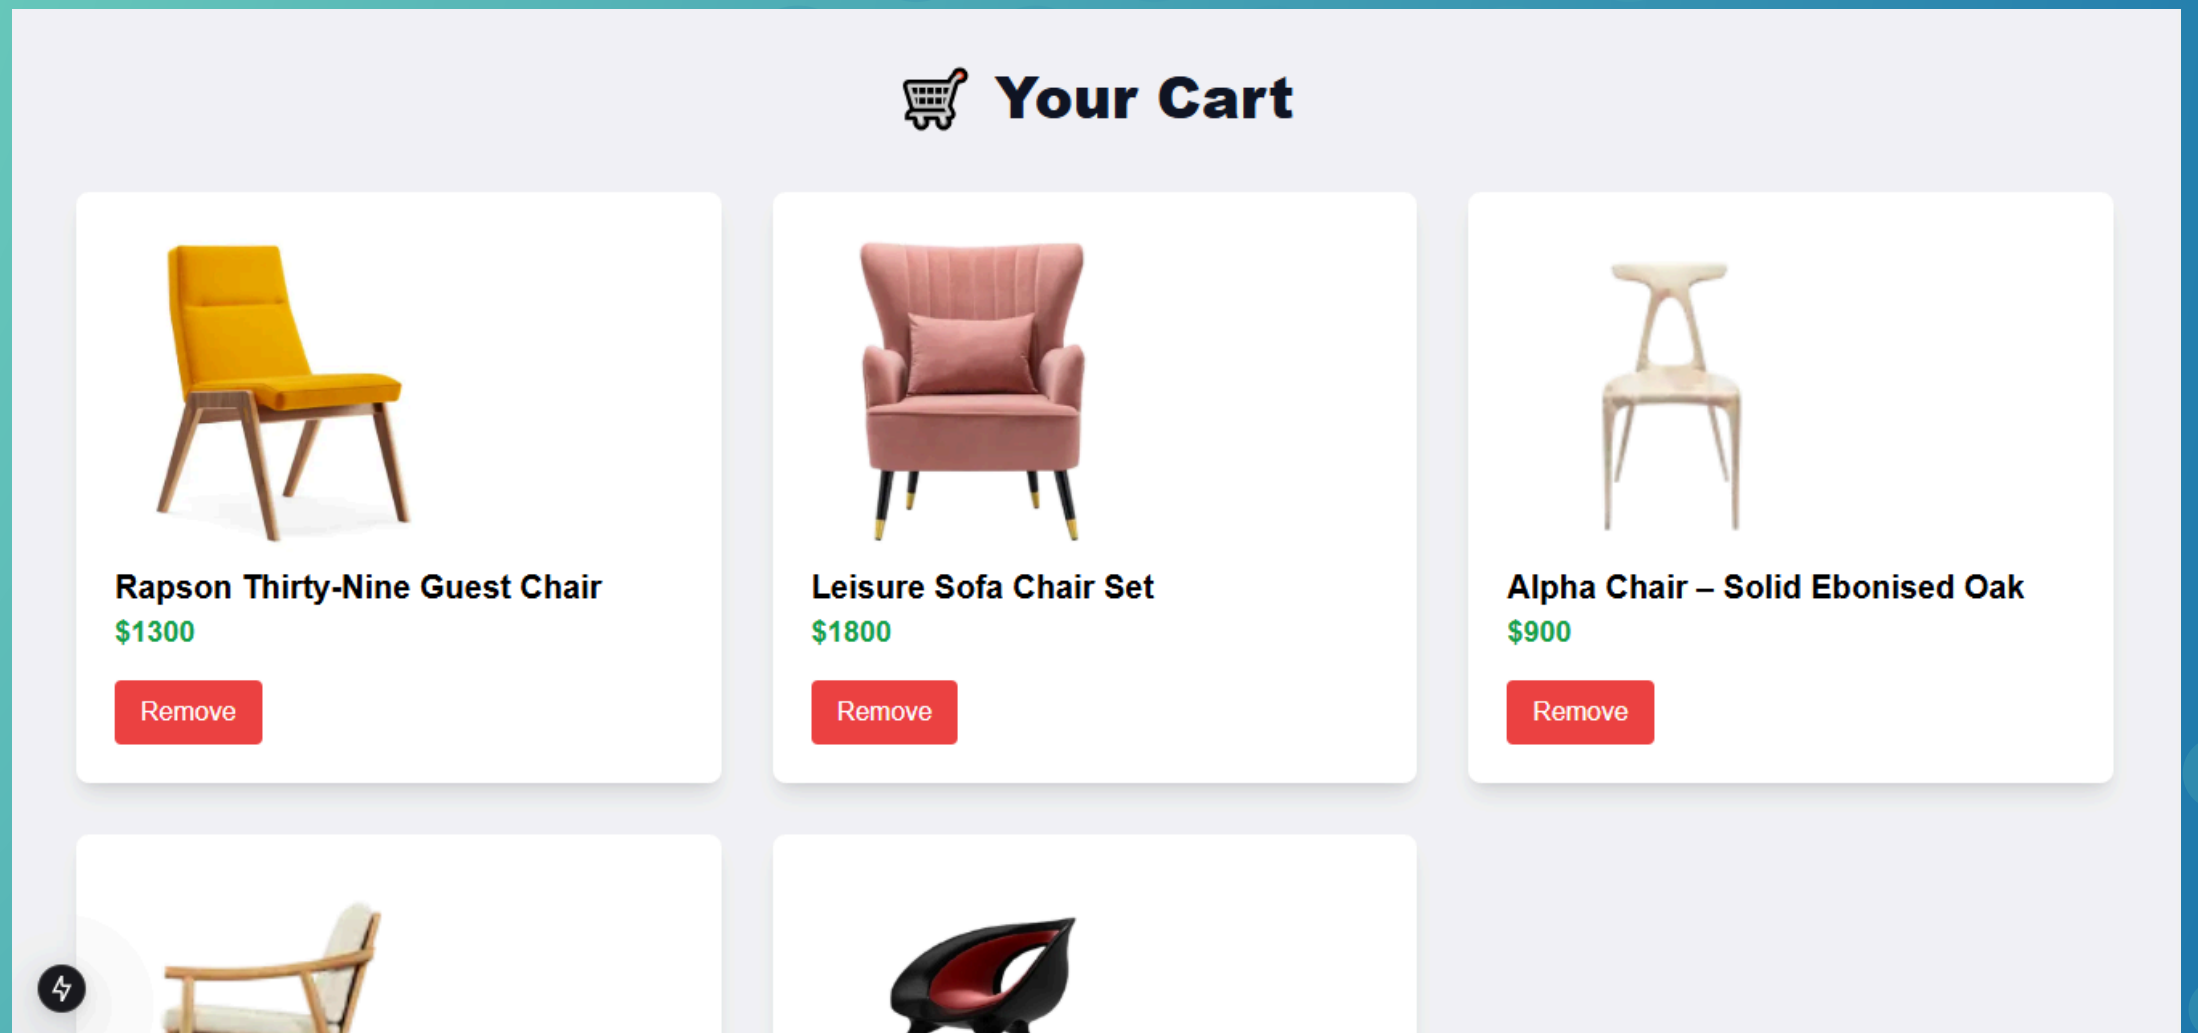 Your Cart
Rapson Thirty-Nine Guest Chair
$1300
Remove
Leisure Sofa Chair Set
$1800
Remove
Alpha Chair – Solid Ebonised Oak
$900
Remove